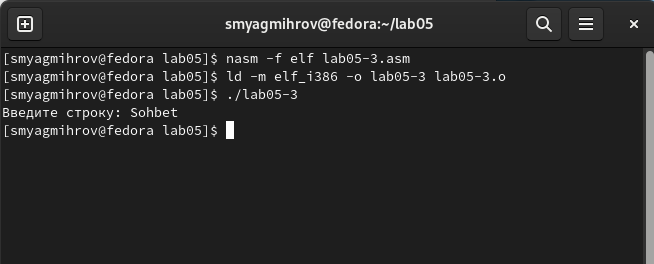 smyagmihrov@fedora:~/lab05
[smyagmihrov@fedora lab05]$ nasm -f elf lab05-3.asm
[smyagmihrov@fedora lab05]$ ld -m elf_i386 -o lab05-3 lab05-3.o
[smyagmihrov@fedora lab05]$ ./lab05-3
Введите строку: Sohbet
[smyagmihrov@fedora lab05]$